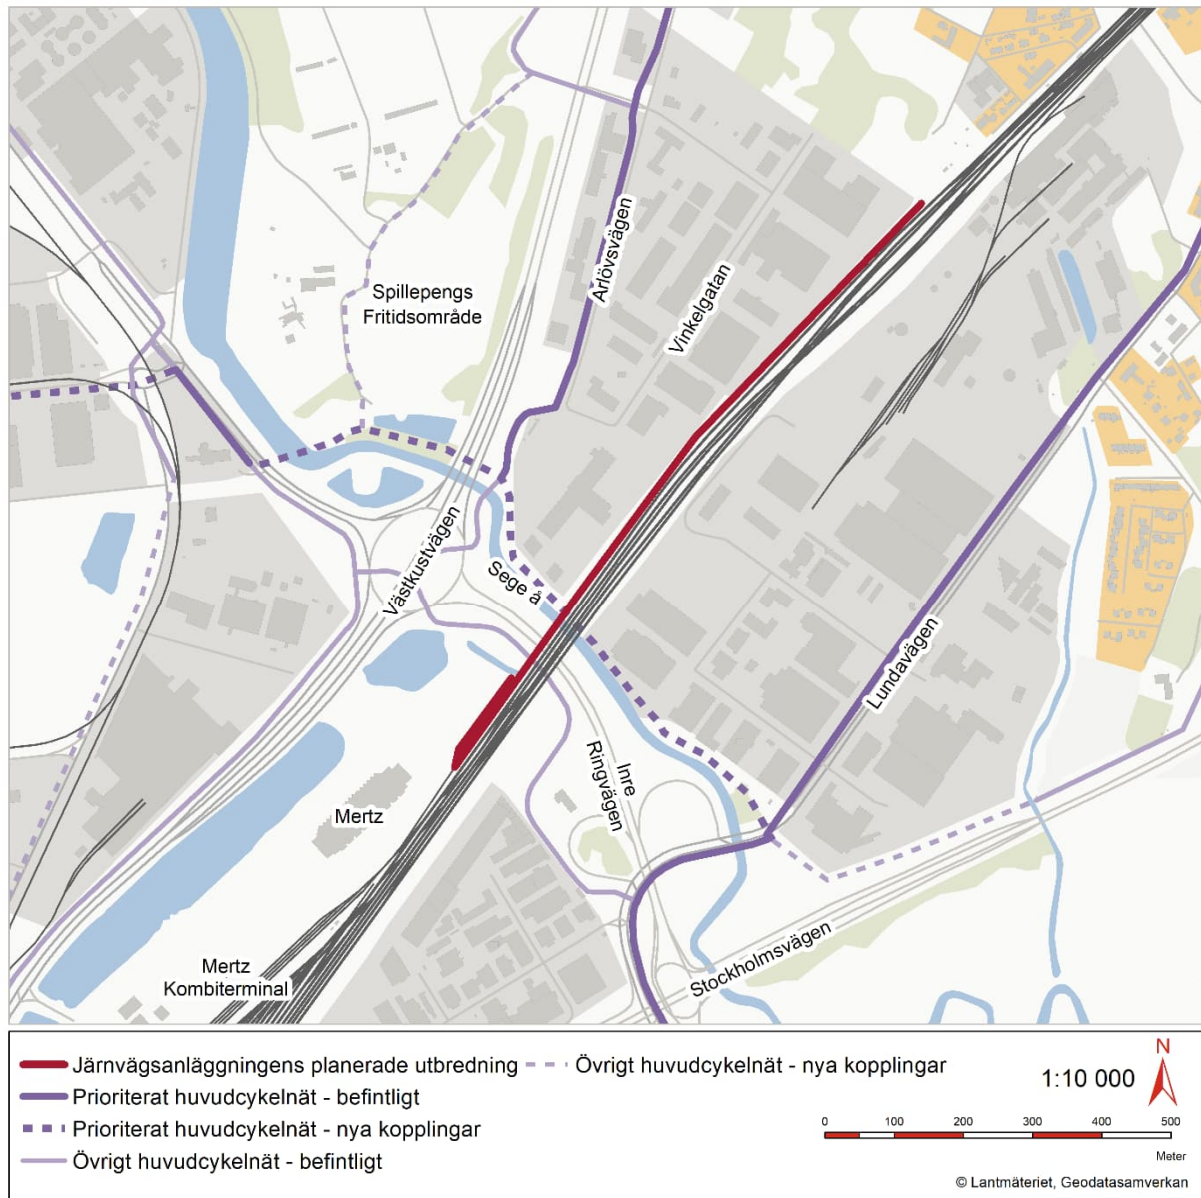 Arlövsvägen
Spillepengs
Fritidsområde
Vinkelgatan
Västkustvägen
Sege å
Lundavägen
Inre
Ringvägen
Mertz
Stockholmsvägen
Mertz
Kombiterminal
Järnvägsanläggningens planerade utbredning
Prioriterat huvudcykelnät - befintligt
Prioriterat huvudcykelnät - nya kopplingar
Övrigt huvudcykelnät - befintligt
Övrigt huvudcykelnät - nya kopplingar
1:10 000
N
0 100 200 300 400 500
Meter
© Lantmäteriet, Geodatasamverkan